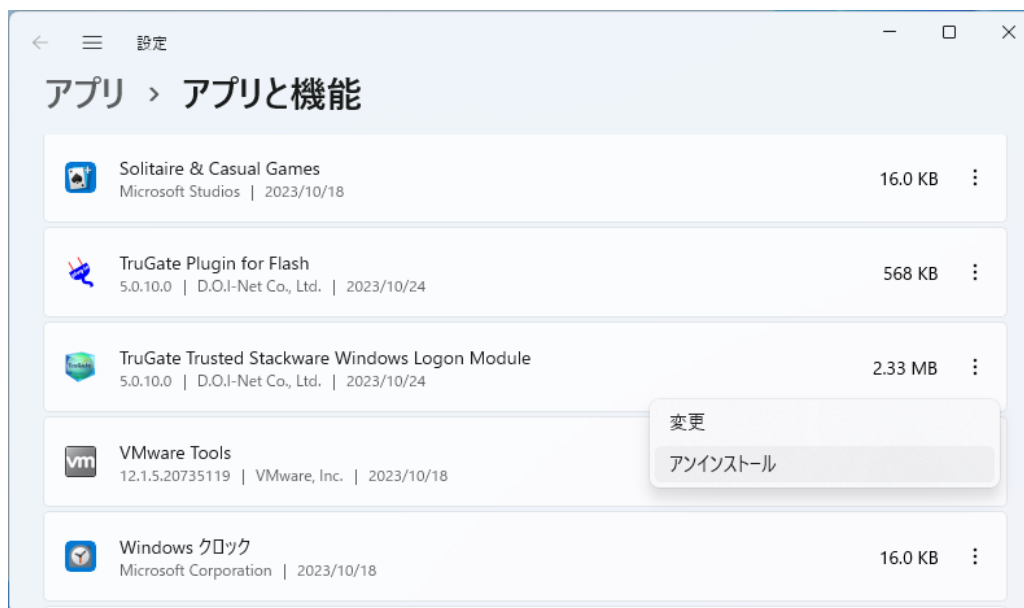 設定
アプリ › アプリと機能
Solitaire & Casual Games
Microsoft Studios | 2023/10/18
16.0 KB
TruGate Plugin for Flash
5.0.10.0 | D.O.I-Net Co., Ltd. | 2023/10/24
568 KB
TruGate Trusted Stackware Windows Logon Module
5.0.10.0 | D.O.I-Net Co., Ltd. | 2023/10/24
2.33 MB
変更
アンインストール
vm
VMware Tools
12.1.5.20735119 | VMware, Inc. | 2023/10/18
Windows クロック
Microsoft Corporation | 2023/10/18
16.0 KB